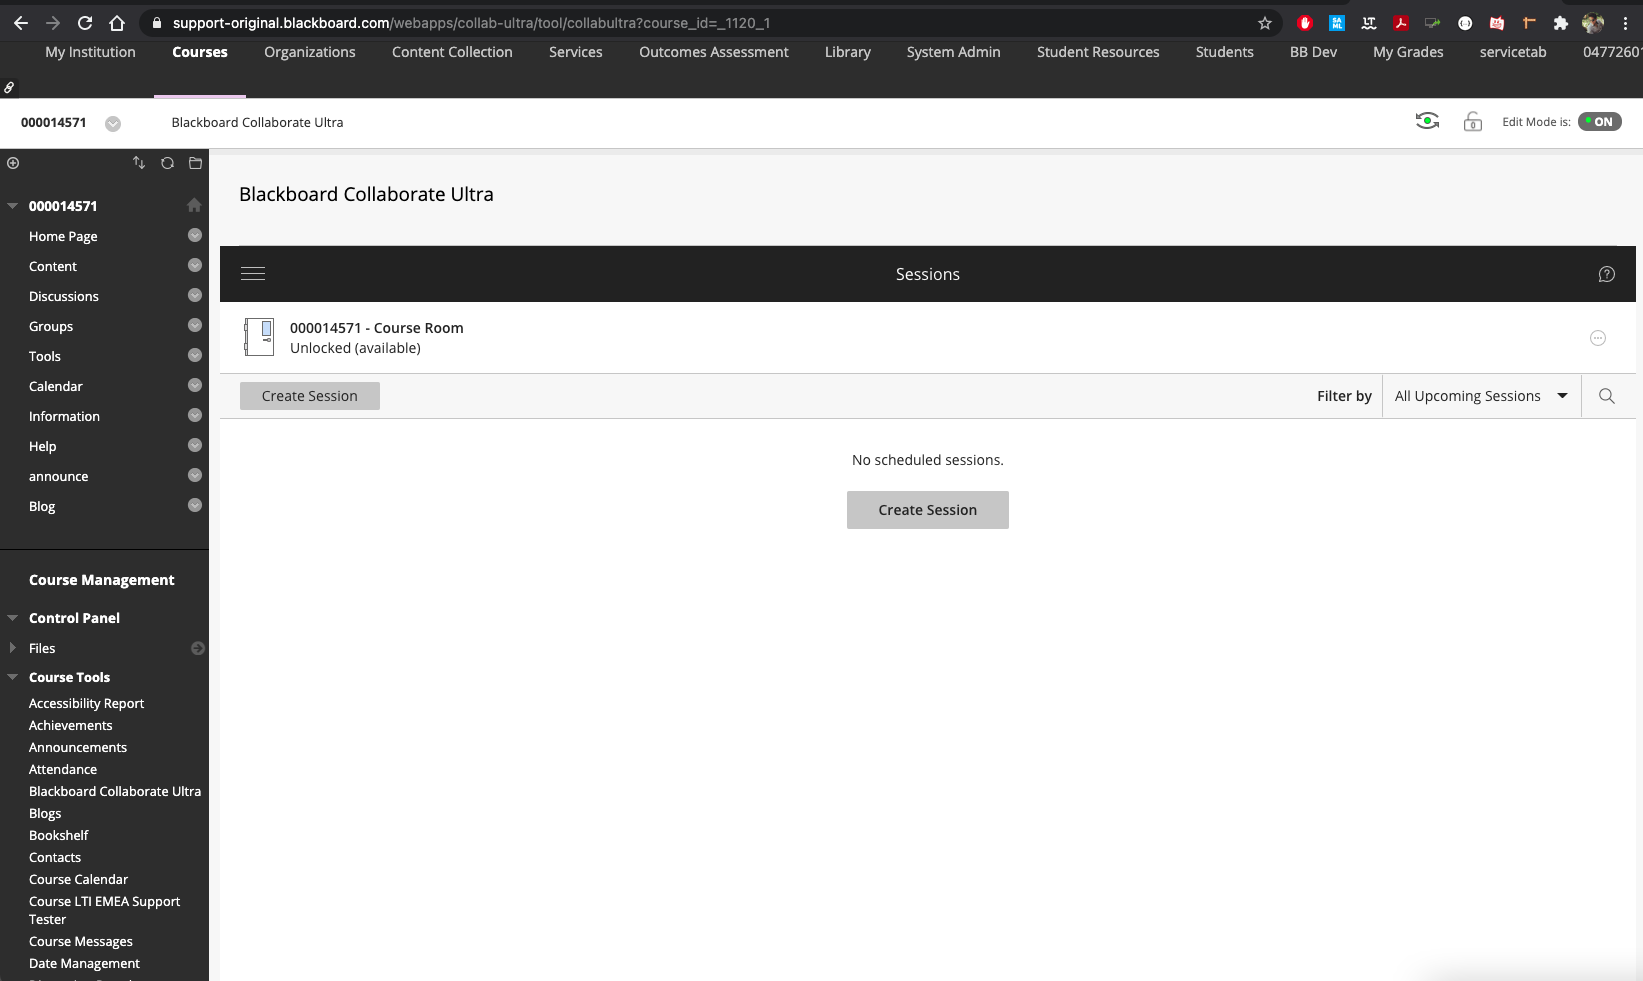 support-original.blackboard.com/webapps/collab-ultra/tool/collabultra?course_id=_1120_1
My Institution Courses Organizations Content Collection Services Outcomes Assessment Library System Admin Student Resources Students BB Dev My Grades servicetab 04772601
000014571 Blackboard Collaborate Ultra Edit Mode is: ON
000014571
Home Page
Content
Discussions
Groups
Tools
Calendar
Information
Help
announce
Blog
Course Management
Control Panel
Files
Course Tools
Accessibility Report
Achievements
Announcements
Attendance
Blackboard Collaborate Ultra
Blogs
Bookshelf
Contacts
Course Calendar
Course LTI EMEA Support
Tester
Course Messages
Date Management
Blackboard Collaborate Ultra
Sessions
000014571 - Course Room
Unlocked (available)
Create Session Filter by All Upcoming Sessions
No scheduled sessions.
Create Session